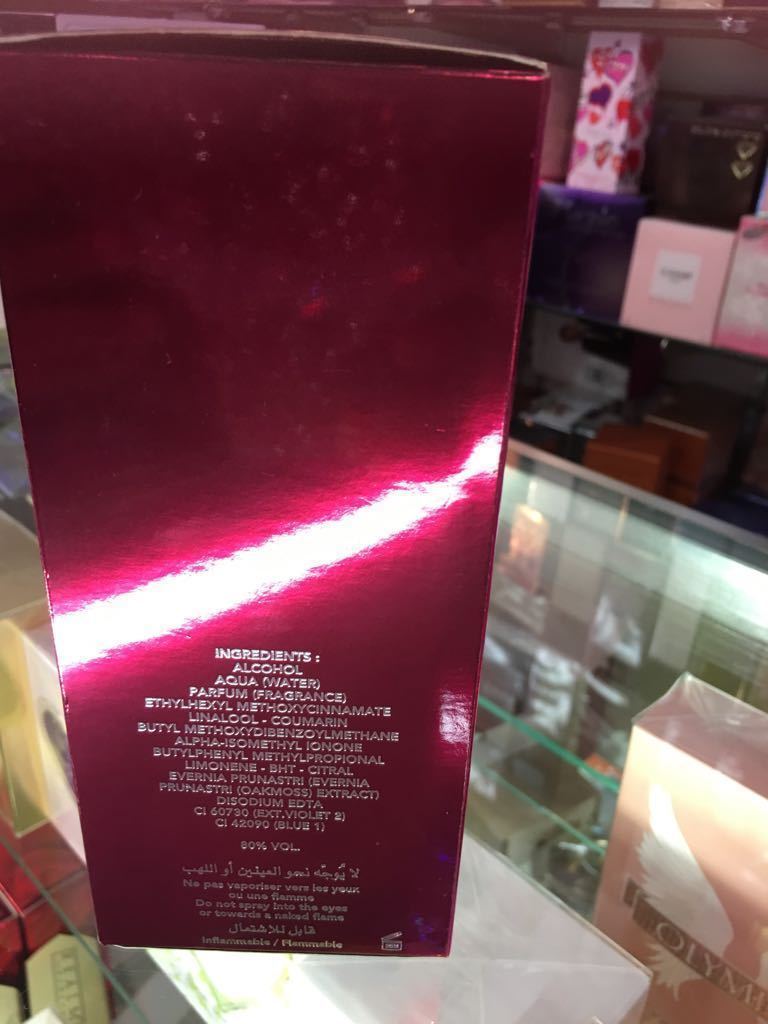 INGREDIENTS :
ALCOHOL
AQUA (WATER)
PARFUM (FRAGRANCE)
ETHYLHEXYL METHOXYCINNAMATE
LINALOOL - COUMARIN
BUTYL METHOXYDIBENZOYLMETHANE
ALPHA-ISOMETHYL IONONE
BUTYLPHENYL METHYLPROPIONAL
LIMONENE - BHT - CITRAL
EVERNIA PRUNASTRI (EVERNIA
PRUNASTRI (OAKMOSS) EXTRACT)
DISODIUM EDTA
CI 60730 (EXT.VIOLET 2)
CI 42090 (BLUE 1)
80% VOL.
لا يُوجّه نحو العينين أو اللهب
Ne pas vaporiser vers les yeux
ou une flamme
Do not spray into the eyes
or towards a naked flame
قابل للاشتعال
Inflammable / Flammable
OLYM